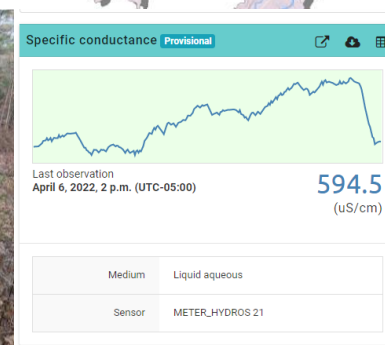 Specific conductance Provisional
Last observation
April 6, 2022, 2 p.m. (UTC-05:00)
594.5
(uS/cm)
Medium Liquid aqueous
Sensor METER_HYDROS 21